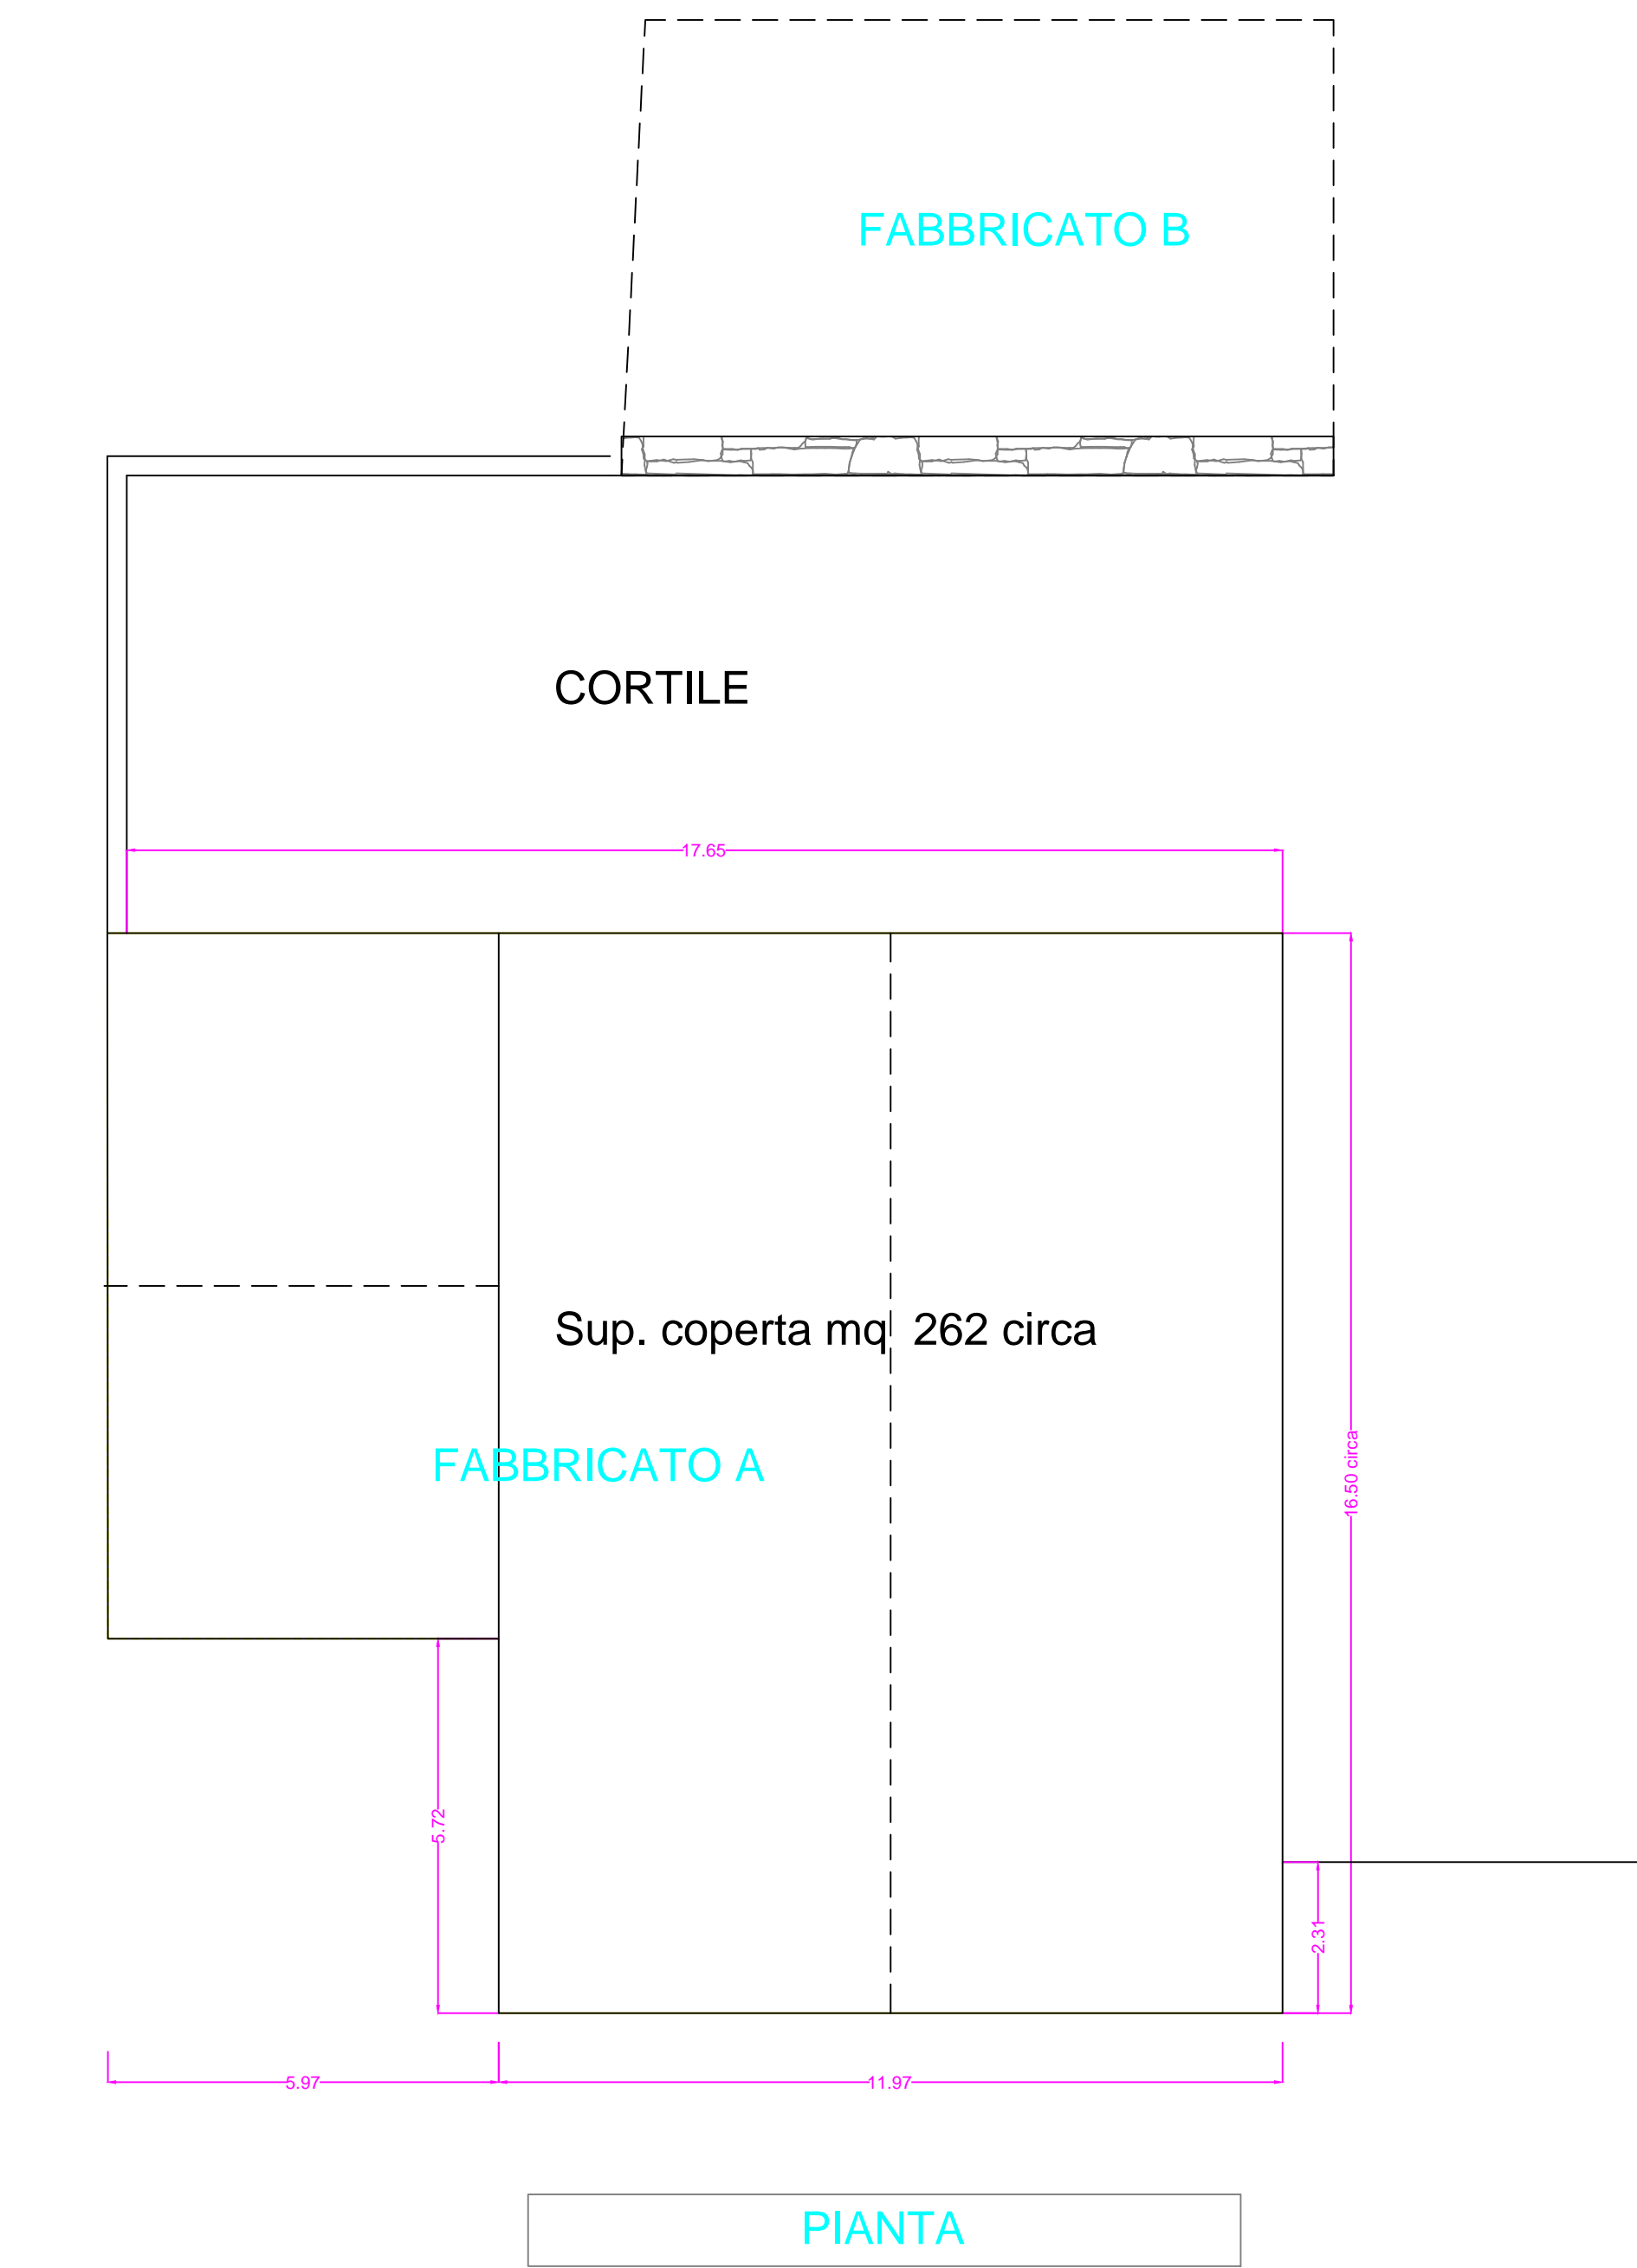 FABBRICATO B
CORTILE
17.65
Sup. coperta mq 262 circa
FABBRICATO A
16.50 circa
5.72
2.31
5.97
11.97
PIANTA